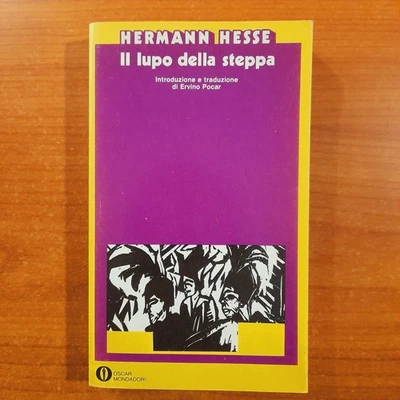 HERMANN HESSE
Il lupo della steppa
Introduzione e traduzione
di Ervino Pocar
OSCAR
MONDADORI